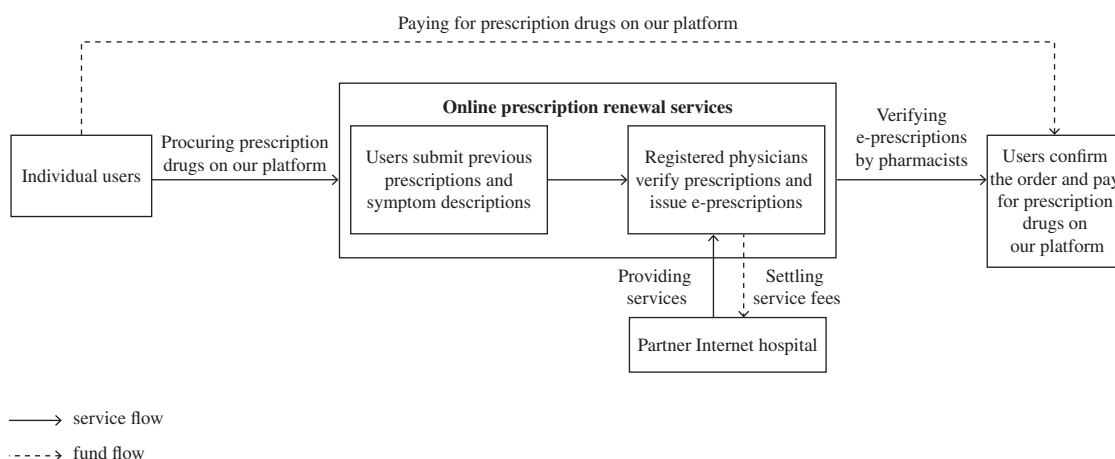 Paying for prescription drugs on our platform
Online prescription renewal services
Individual users
Procuring prescription
drugs on our platform
Users submit previous
prescriptions and
symptom descriptions
Registered physicians
verify prescriptions and
issue e-prescriptions
Verifying
e-prescriptions
by pharmacists
Users confirm
the order and pay
for prescription
drugs on
our platform
Providing
services
Settling
service fees
Partner Internet hospital
service flow
fund flow